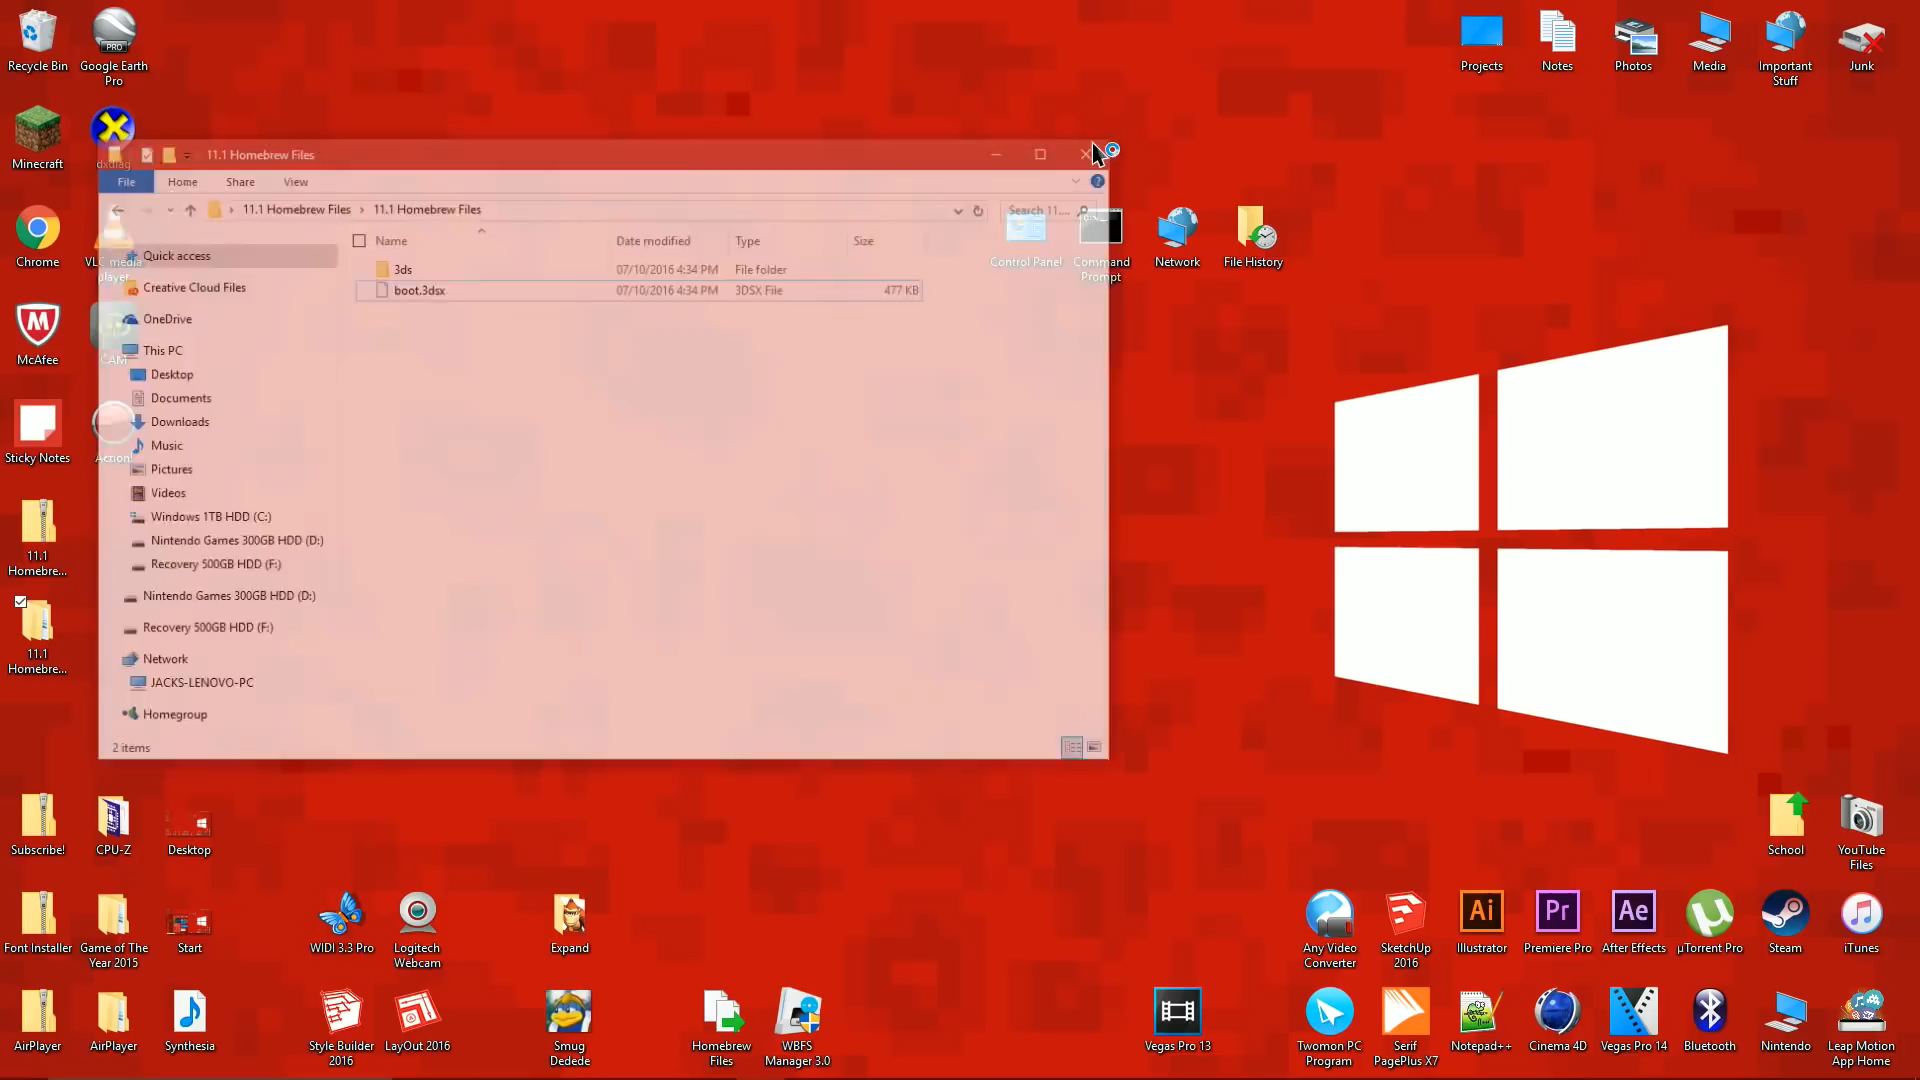 Recycle Bin
Google Earth
Pro
PRO
Projects
Notes
Photos
Media
Important
Stuff
Junk
Minecraft
dxdiag
11.1 Homebrew Files
File
Home
Share
View
11.1 Homebrew Files
11.1 Homebrew Files
Search 11....
Chrome
VLC media
player
Quick access
Name
Date modified
Type
Size
3ds
07/10/2016 4:34 PM
File folder
boot.3dsx
07/10/2016 4:34 PM
3DSX File
477 KB
Control Panel
Command
Prompt
Network
File History
Creative Cloud Files
OneDrive
McAfee
CAM
This PC
Desktop
Documents
Downloads
Music
Sticky Notes
Action!
Pictures
Videos
Windows 1TB HDD (C:)
Nintendo Games 300GB HDD (D:)
Recovery 500GB HDD (F:)
11.1
Homebre...
Nintendo Games 300GB HDD (D:)
Recovery 500GB HDD (F:)
11.1
Homebre...
Network
JACKS-LENOVO-PC
Homegroup
2 items
Subscribe!
CPU-Z
Desktop
School
YouTube
Files
Font Installer
Game of The
Year 2015
Start
WIDI 3.3 Pro
Logitech
Webcam
Expand
Any Video
Converter
SketchUp
2016
Ai
Illustrator
Pr
Premiere Pro
Ae
After Effects
µTorrent Pro
Steam
iTunes
AirPlayer
AirPlayer
Synthesia
Style Builder
2016
LayOut 2016
Smug
Dedede
Homebrew
Files
WBFS
Manager 3.0
Vegas Pro 13
Twomon PC
Program
Serif
PagePlus X7
Notepad++
Cinema 4D
Vegas Pro 14
Bluetooth
Nintendo
Leap Motion
App Home